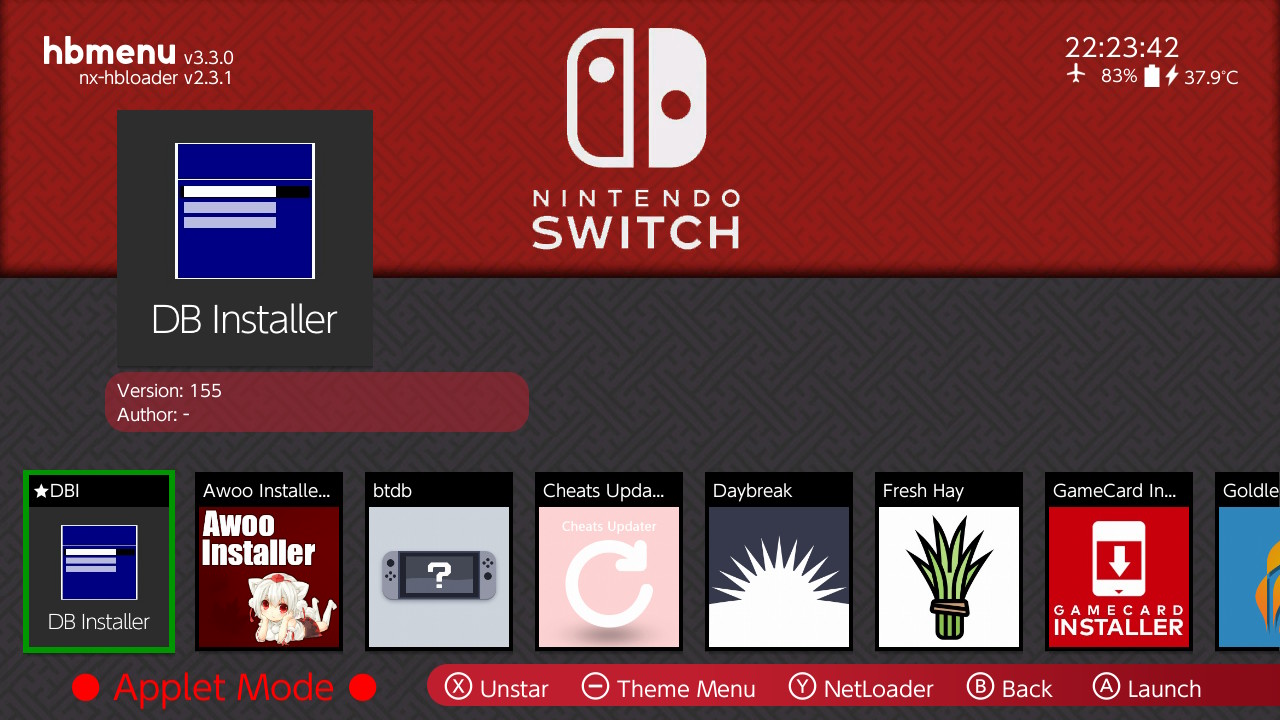 hbmenu v3.3.0
nx-hbloader v2.3.1
22:23:42
83% 37.9°C
NINTENDO
SWITCH
DB Installer
Version: 155
Author: -
★DBI
DB Installer
Awoo Installe...
Awoo
Installer
btdb
?
Cheats Upda...
Cheats Updater
Daybreak
Fresh Hay
GameCard In...
GAMECARD
INSTALLER
Goldle
Applet Mode
X Unstar
− Theme Menu
Y NetLoader
B Back
A Launch